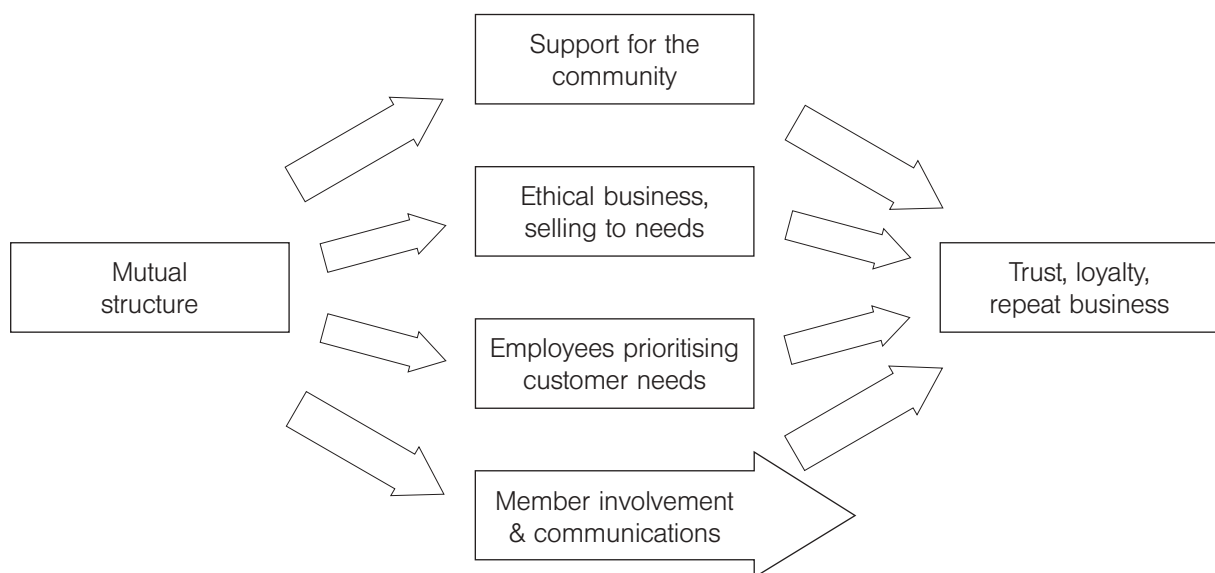 Support for the
community
Ethical business,
selling to needs
Mutual
structure
Trust, loyalty,
repeat business
Employees prioritising
customer needs
Member involvement
& communications